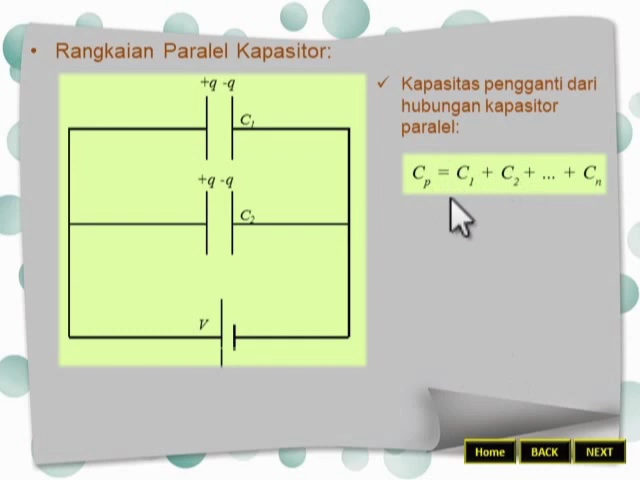 • Rangkaian Paralel Kapasitor:
+q -q
C₁
+q -q
C₂
V
✓ Kapasitas pengganti dari
hubungan kapasitor
paralel:
Cₚ = C₁ + C₂ + ... + Cₙ
Home BACK NEXT